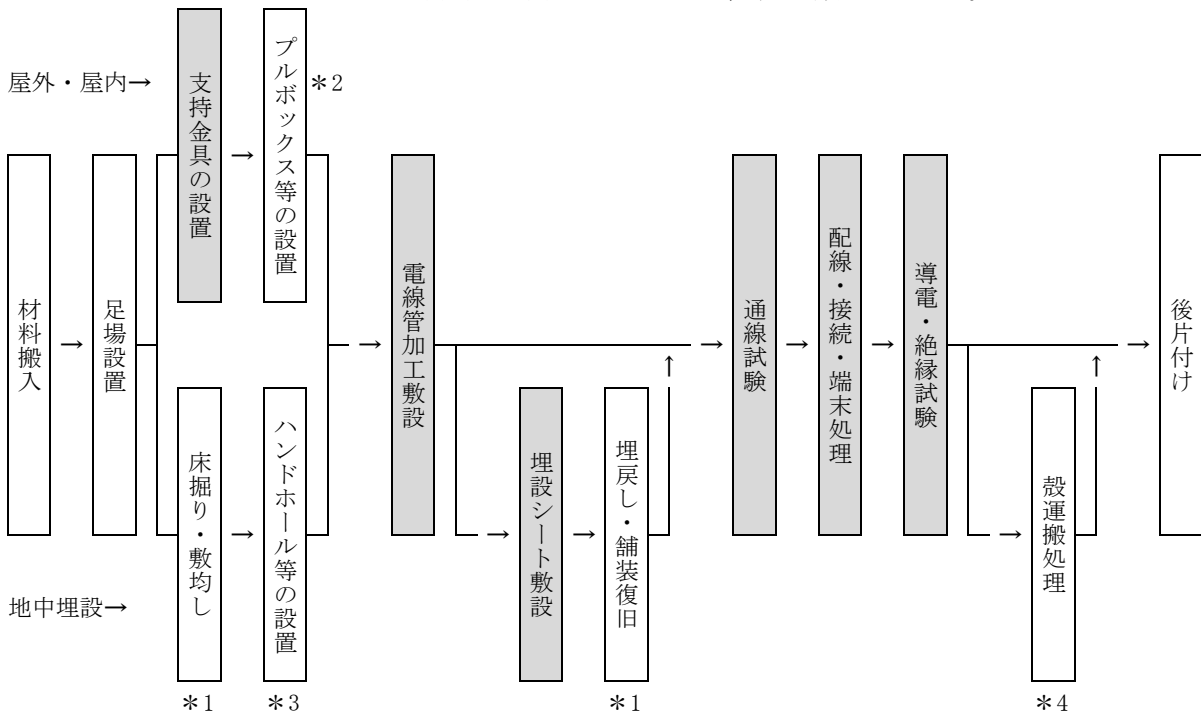 屋外・屋内→
支持金具の設置
→
プルボックス等の設置
＊2
材料搬入
→
足場設置
床掘り・敷均し
→
ハンドホール等の設置
地中埋設→
＊1
＊3
→
電線管加工敷設
→
埋設シート敷設
→
埋戻し・舗装復旧
＊1
↑
→
通線試験
→
配線・接続・端末処理
→
導電・絶縁試験
→
殻運搬処理
＊4
↑
→
後片付け